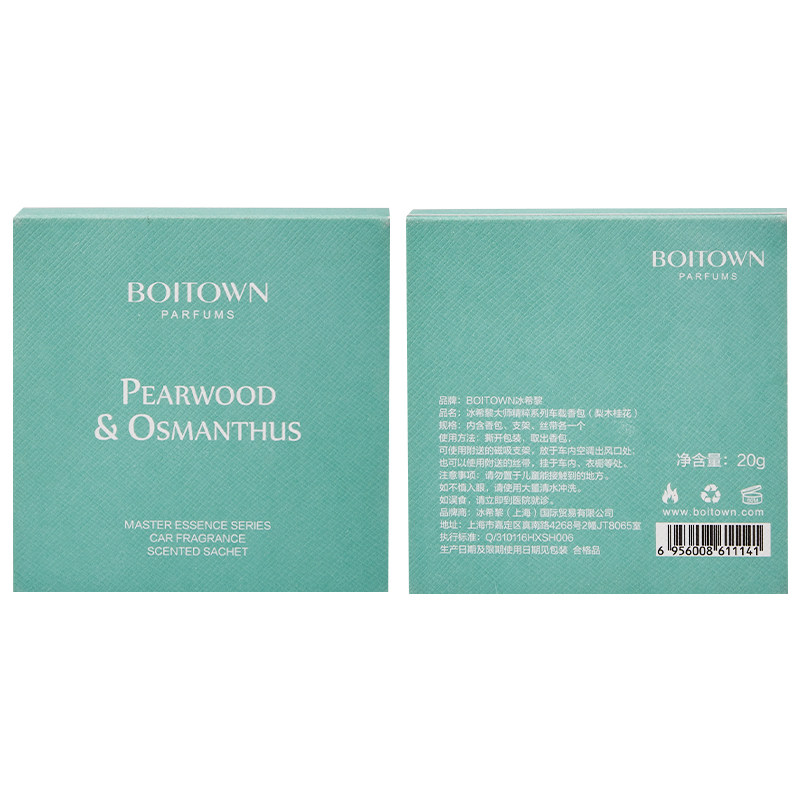 BOITOWN
PARFUMS
PEARWOOD
& OSMANTHUS
MASTER ESSENCE SERIES
CAR FRAGRANCE
SCENTED SACHET
BOITOWN
PARFUMS
品牌：BOITOWN冰希黎
品名：冰希黎大师精粹系列车载香包（梨木桂花）
规格：内含香包、支架、丝带各一个
使用方法：撕开包装，取出香包，
可使用附送的磁吸支架，放于车内空调出风口处，
也可以使用附送的丝带，挂于车内、衣橱等处。
注意事项：请勿置于儿童能接触到的地方。
如不慎入眼，请使用大量清水冲洗。
如误食，请立即到医院就诊。
品牌商：冰希黎（上海）国际贸易有限公司
地址：上海市嘉定区真南路4268号2幢JT8065室
执行标准：Q/310116HXSH006
生产日期及限期使用日期见包装 合格品
净含量：20g
www.boitown.com
6 956008 611141